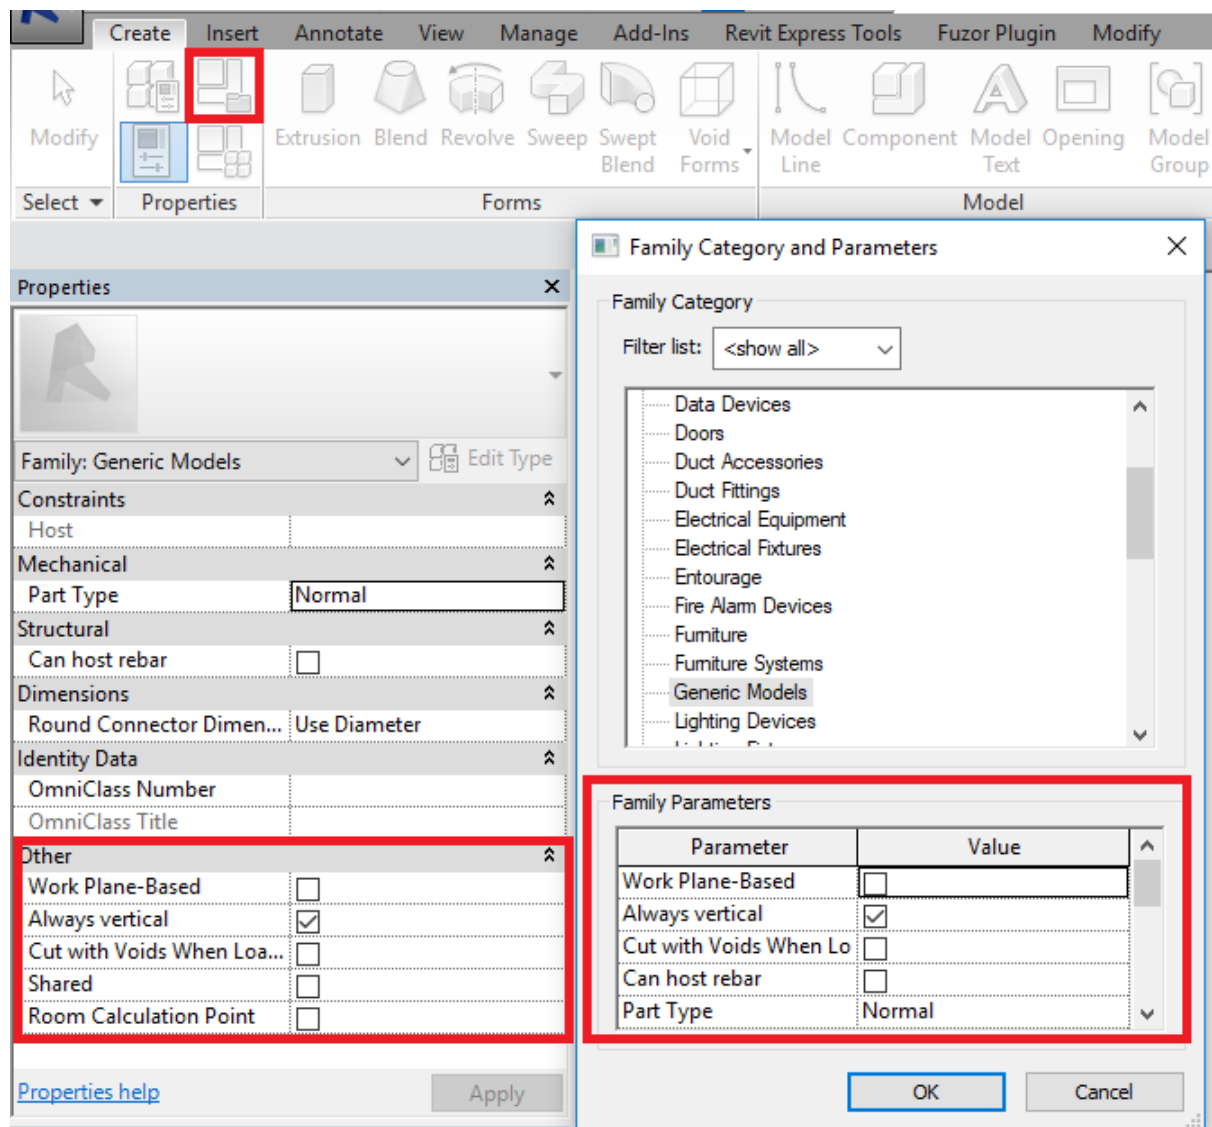 Create Insert Annotate View Manage Add-Ins Revit Express Tools Fuzor Plugin Modify
Modify
Extrusion Blend Revolve Sweep Swept Blend Void Forms
Model Line Component Model Text Opening Model Group
Select Properties Forms Model
Properties
Family: Generic Models Edit Type
Constraints
Host
Mechanical
Part Type Normal
Structural
Can host rebar
Dimensions
Round Connector Dimen... Use Diameter
Identity Data
OmniClass Number
OmniClass Title
Other
Work Plane-Based
Always vertical
Cut with Voids When Loa...
Shared
Room Calculation Point
Properties help Apply
Family Category and Parameters
Family Category
Filter list: <show all>
Data Devices
Doors
Duct Accessories
Duct Fittings
Electrical Equipment
Electrical Fixtures
Entourage
Fire Alarm Devices
Furniture
Furniture Systems
Generic Models
Lighting Devices
Family Parameters
Parameter Value
Work Plane-Based
Always vertical
Cut with Voids When Lo
Can host rebar
Part Type Normal
OK Cancel